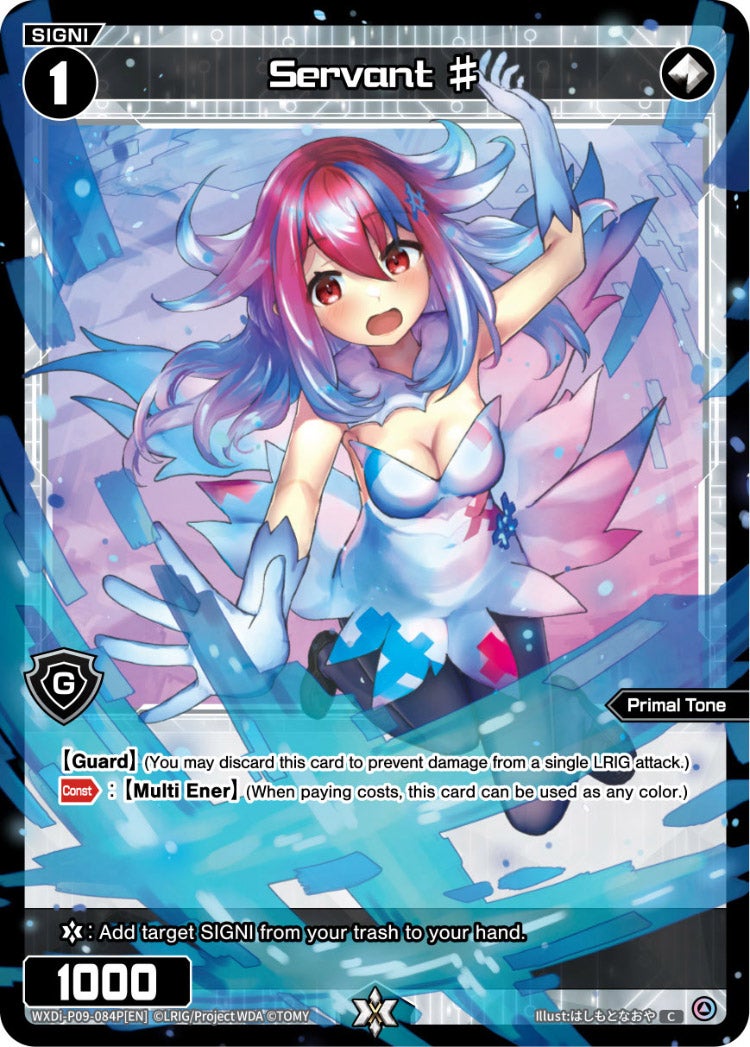 SIGNI
1
Servant #
G
Primal Tone
【Guard】 (You may discard this card to prevent damage from a single LRIG attack.)
Const : 【Multi Ener】 (When paying costs, this card can be used as any color.)
: Add target SIGNI from your trash to your hand.
1000
WXDi-P09-084P[EN] ©LRIG/Project WDA ©TOMY
Illust:はしもとなおや C